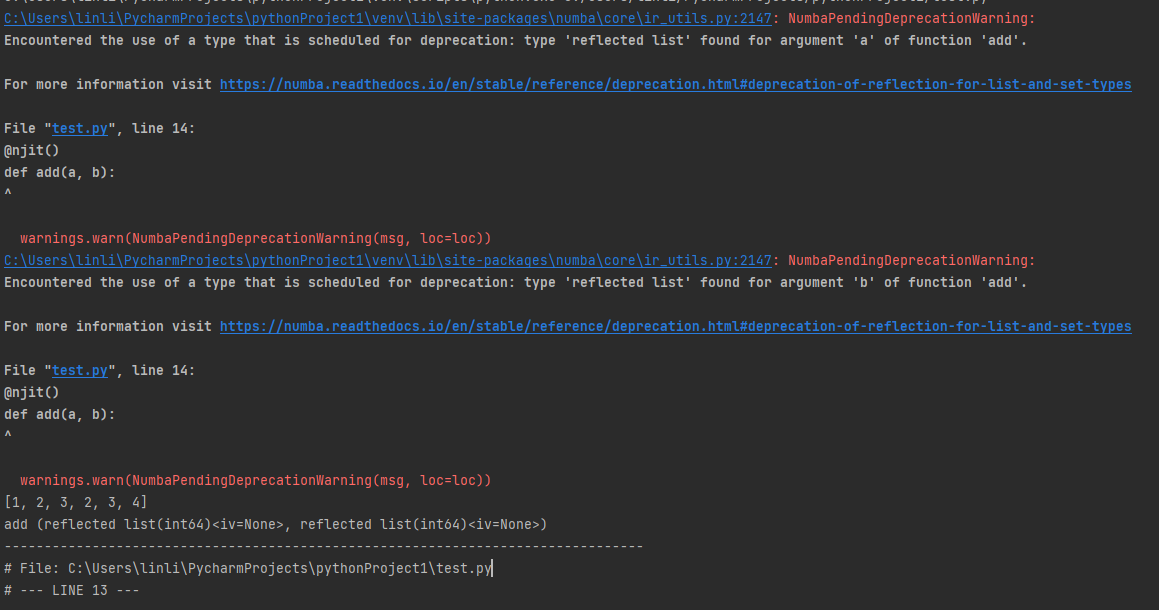 C:\Users\linli\PycharmProjects\pythonProject1\venv\lib\site-packages\numba\core\ir_utils.py:2147: NumbaPendingDeprecationWarning:
Encountered the use of a type that is scheduled for deprecation: type 'reflected list' found for argument 'a' of function 'add'.
For more information visit https://numba.readthedocs.io/en/stable/reference/deprecation.html#deprecation-of-reflection-for-list-and-set-types
File "test.py", line 14:
@njit()
def add(a, b):
^
warnings.warn(NumbaPendingDeprecationWarning(msg, loc=loc))
C:\Users\linli\PycharmProjects\pythonProject1\venv\lib\site-packages\numba\core\ir_utils.py:2147: NumbaPendingDeprecationWarning:
Encountered the use of a type that is scheduled for deprecation: type 'reflected list' found for argument 'b' of function 'add'.
For more information visit https://numba.readthedocs.io/en/stable/reference/deprecation.html#deprecation-of-reflection-for-list-and-set-types
File "test.py", line 14:
@njit()
def add(a, b):
^
warnings.warn(NumbaPendingDeprecationWarning(msg, loc=loc))
[1, 2, 3, 2, 3, 4]
add (reflected list(int64)<iv=None>, reflected list(int64)<iv=None>)
--------------------------------------------------------------------------------
# File: C:\Users\linli\PycharmProjects\pythonProject1\test.py
# --- LINE 13 ---